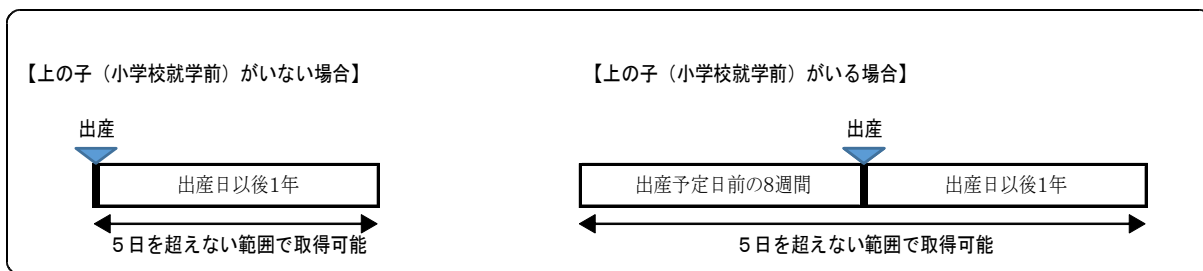 【上の子（小学校就学前）がいない場合】
出産
出産日以後1年
５日を超えない範囲で取得可能
【上の子（小学校就学前）がいる場合】
出産
出産予定日前の8週間
出産日以後1年
５日を超えない範囲で取得可能